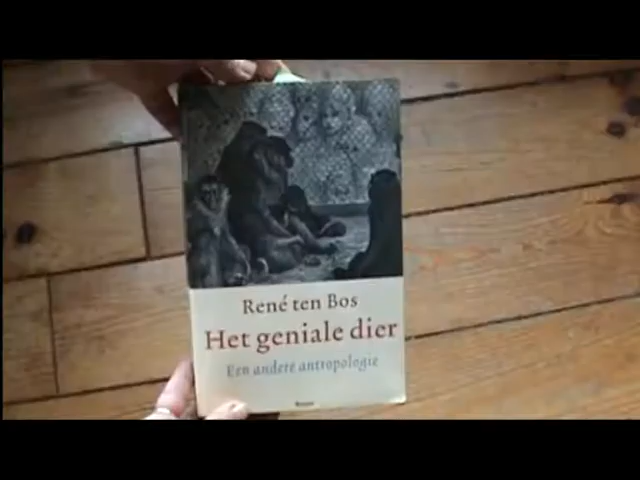 René ten Bos
Het geniale dier
Een andere antropologie